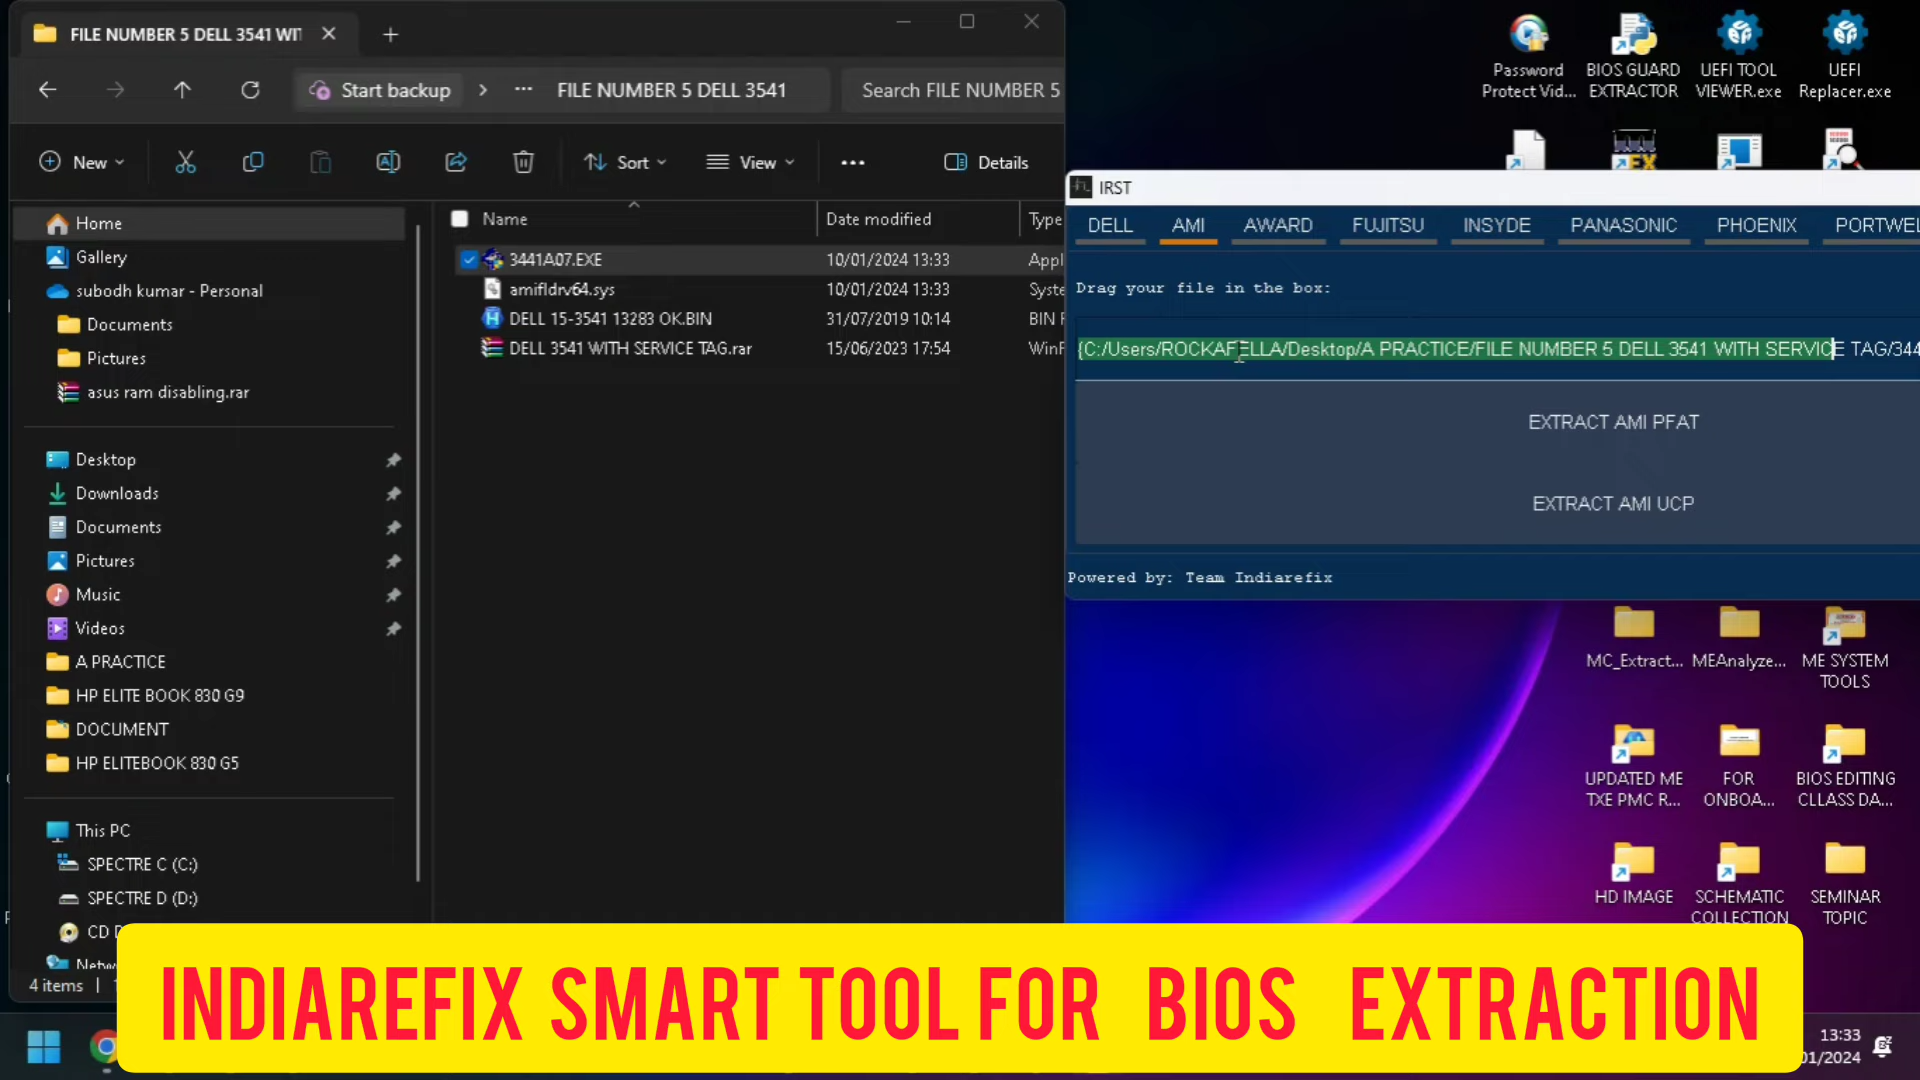 FILE NUMBER 5 DELL 3541 WIT
Start backup
FILE NUMBER 5 DELL 3541
Search FILE NUMBER 5
New
Sort
View
Details
Home
Gallery
subodh kumar - Personal
Documents
Pictures
asus ram disabling.rar
Desktop
Downloads
Documents
Pictures
Music
Videos
A PRACTICE
HP ELITE BOOK 830 G9
DOCUMENT
HP ELITEBOOK 830 G5
This PC
SPECTRE C (C:)
SPECTRE D (D:)
CD
Netw
4 items
Name Date modified Type
3441A07.EXE 10/01/2024 13:33 Appl
amifldrv64.sys 10/01/2024 13:33 Syste
DELL 15-3541 13283 OK.BIN 31/07/2019 10:14 BIN F
DELL 3541 WITH SERVICE TAG.rar 15/06/2023 17:54 WinF
Password
Protect Vid...
BIOS GUARD
EXTRACTOR
UEFI TOOL
VIEWER.exe
UEFI
Replacer.exe
IRST
DELL AMI AWARD FUJITSU INSYDE PANASONIC PHOENIX PORTWEL
Drag your file in the box:
{C:/Users/ROCKAFELLA/Desktop/A PRACTICE/FILE NUMBER 5 DELL 3541 WITH SERVICE TAG/344
EXTRACT AMI PFAT
EXTRACT AMI UCP
Powered by: Team Indiarefix
MC_Extract...
MEAnalyze...
ME SYSTEM
TOOLS
UPDATED ME
TXE PMC R...
FOR
ONBOA...
BIOS EDITING
CLLASS DA...
HD IMAGE
SCHEMATIC
COLLECTION
SEMINAR
TOPIC
INDIAREFIX SMART TOOL FOR BIOS EXTRACTION
13:33
01/2024